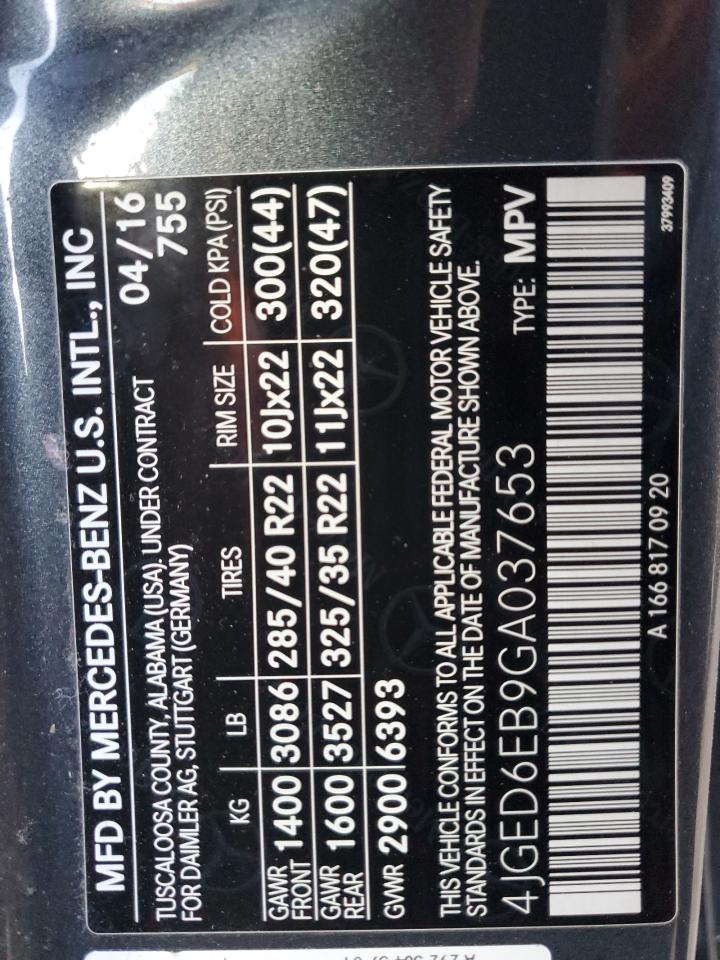 MFD BY MERCEDES-BENZ U.S. INTL., INC
TUSCALOOSA COUNTY, ALABAMA (USA), UNDER CONTRACT 04/16
FOR DAIMLER AG, STUTTGART (GERMANY) 755
KG LB TIRES RIM SIZE COLD KPA (PSI)
GAWR FRONT 1400 3086 285/40 R22 10Jx22 300(44)
GAWR REAR 1600 3527 325/35 R22 11Jx22 320(47)
GVWR 2900 6393
THIS VEHICLE CONFORMS TO ALL APPLICABLE FEDERAL MOTOR VEHICLE SAFETY
STANDARDS IN EFFECT ON THE DATE OF MANUFACTURE SHOWN ABOVE.
4JGED6EB9GA037653 TYPE: MPV
A 166 817 09 20 37993409